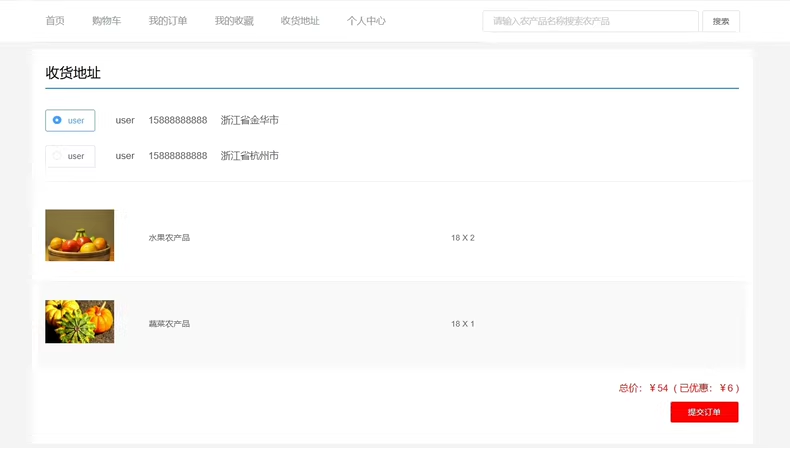 首页 购物车 我的订单 我的收藏 收货地址 个人中心 请输入农产品名称搜索农产品 搜索
收货地址
user user 15888888888 浙江省金华市
user user 15888888888 浙江省杭州市
水果农产品 18 X 2
蔬菜农产品 18 X 1
总价：￥54（已优惠：￥6）
提交订单